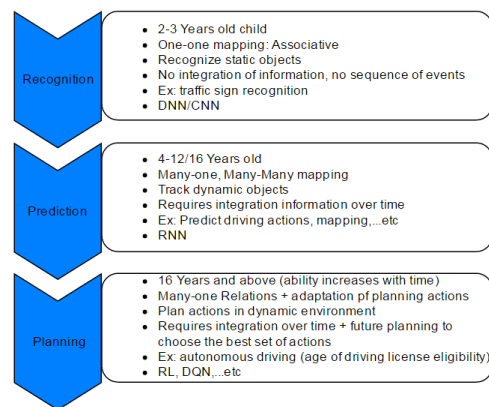 Recognition
• 2-3 Years old child
• One-one mapping: Associative
• Recognize static objects
• No integration of information, no sequence of events
• Ex: traffic sign recognition
• DNN/CNN
Prediction
• 4-12/16 Years old
• Many-one, Many-Many mapping
• Track dynamic objects
• Requires integration information over time
• Ex: Predict driving actions, mapping,...etc
• RNN
Planning
• 16 Years and above (ability increases with time)
• Many-one Relations + adaptation pf planning actions
• Plan actions in dynamic environment
• Requires integration over time + future planning to
choose the best set of actions
• Ex: autonomous driving (age of driving license eligibility)
• RL, DQN,...etc